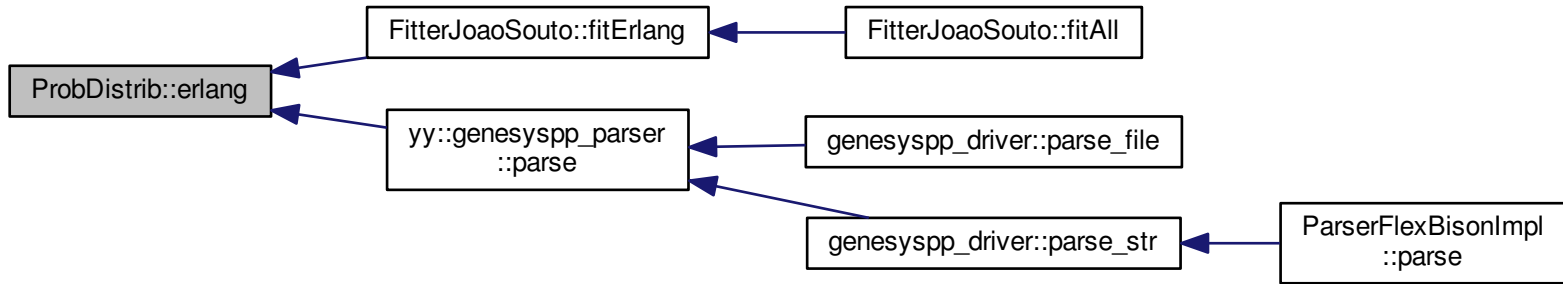 ProbDistrib::erlang
FitterJoaoSouto::fitErlang
FitterJoaoSouto::fitAll
yy::genesyspp_parser
::parse
genesyspp_driver::parse_file
genesyspp_driver::parse_str
ParserFlexBisonImpl
::parse